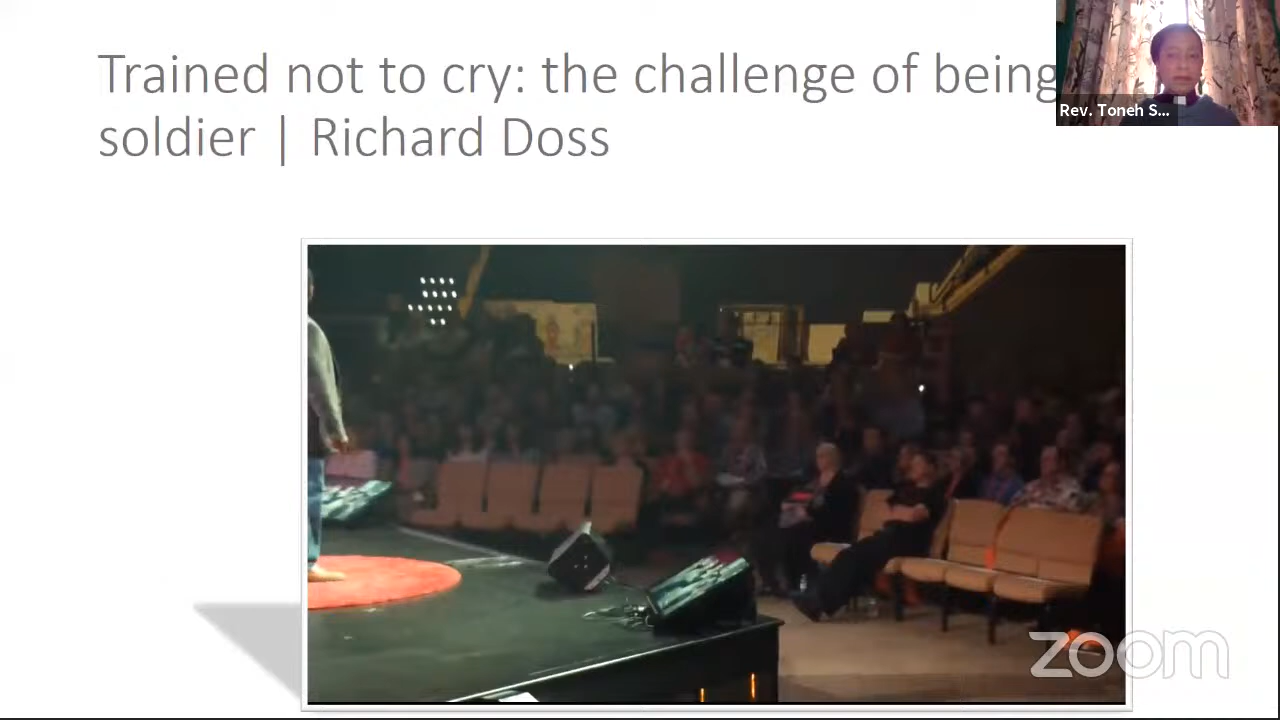 Trained not to cry: the challenge of being
soldier | Richard Doss
Rev. Toneh S...
zoom